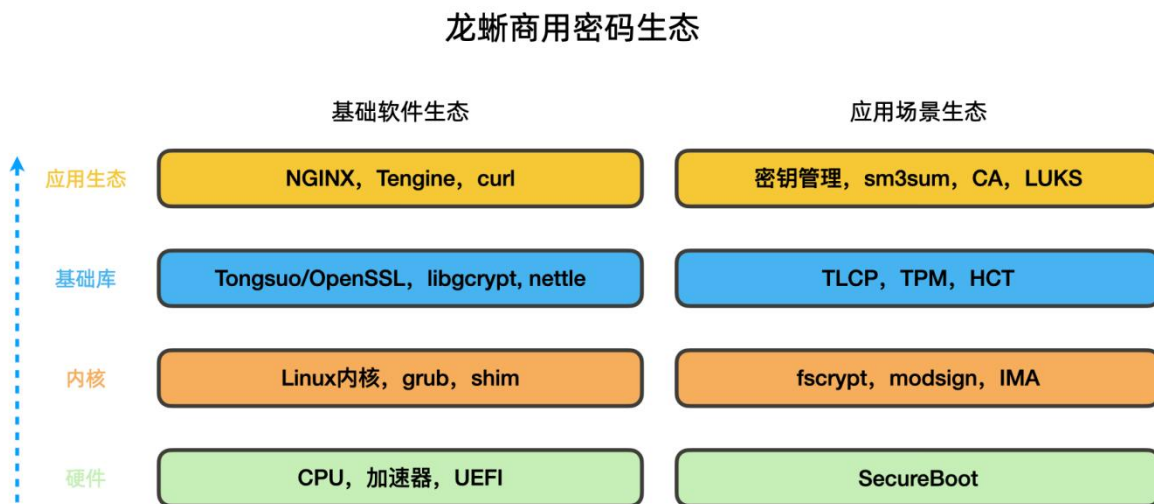 龙蜥商用密码生态
基础软件生态
应用场景生态
应用生态
NGINX，Tengine，curl
密钥管理，sm3sum，CA，LUKS
基础库
Tongsuo/OpenSSL，libgcrypt, nettle
TLCP，TPM，HCT
内核
Linux内核，grub，shim
fscrypt，modsign，IMA
硬件
CPU，加速器，UEFI
SecureBoot